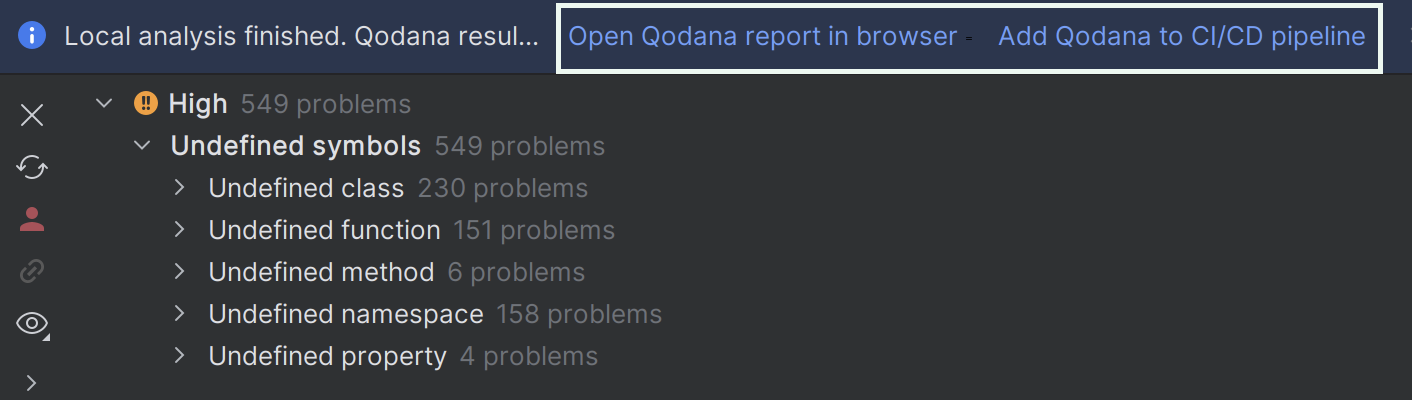 Local analysis finished. Qodana resul... Open Qodana report in browser Add Qodana to CI/CD pipeline
High 549 problems
Undefined symbols 549 problems
Undefined class 230 problems
Undefined function 151 problems
Undefined method 6 problems
Undefined namespace 158 problems
Undefined property 4 problems